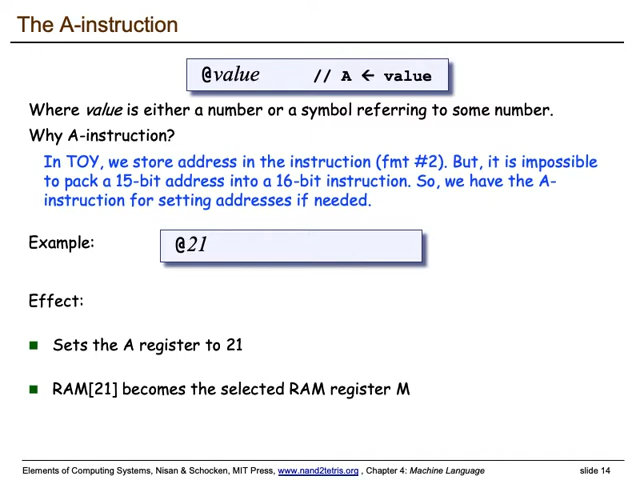 The A-instruction
@value // A ← value
Where value is either a number or a symbol referring to some number.
Why A-instruction?
In TOY, we store address in the instruction (fmt #2). But, it is impossible
to pack a 15-bit address into a 16-bit instruction. So, we have the A-
instruction for setting addresses if needed.
Example:
@21
Effect:
■ Sets the A register to 21
■ RAM[21] becomes the selected RAM register M
Elements of Computing Systems, Nisan & Schocken, MIT Press, www.nand2tetris.org , Chapter 4: Machine Language
slide 14